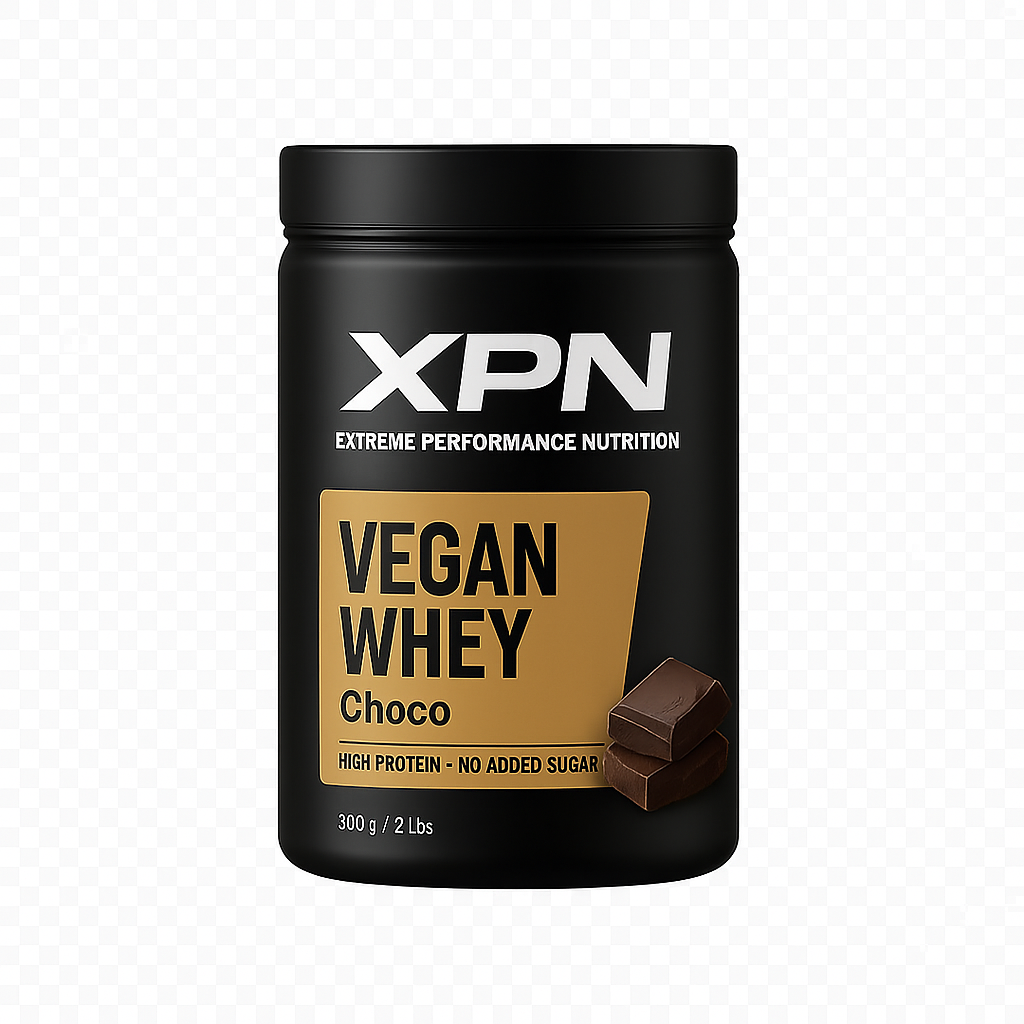 XPN
EXTREME PERFORMANCE NUTRITION
VEGAN
WHEY
Choco
HIGH PROTEIN - NO ADDED SUGAR
300 g / 2 Lbs